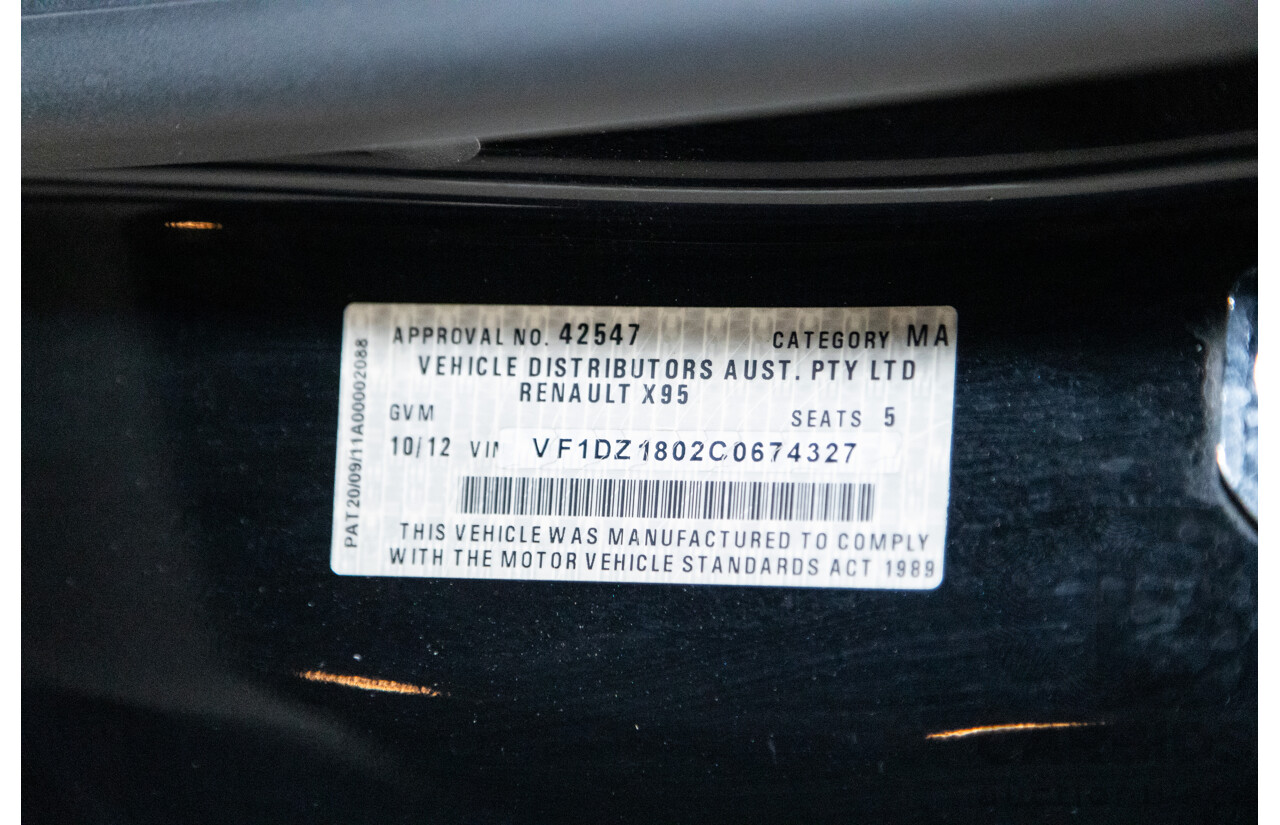 APPROVAL NO. 42547 CATEGORY MA
VEHICLE DISTRIBUTORS AUST. PTY LTD
RENAULT X95
GVM SEATS 5
10/12 VIN VF1DZ1802C0674327
THIS VEHICLE WAS MANUFACTURED TO COMPLY
WITH THE MOTOR VEHICLE STANDARDS ACT 1989
PAT20/09/11A00002088